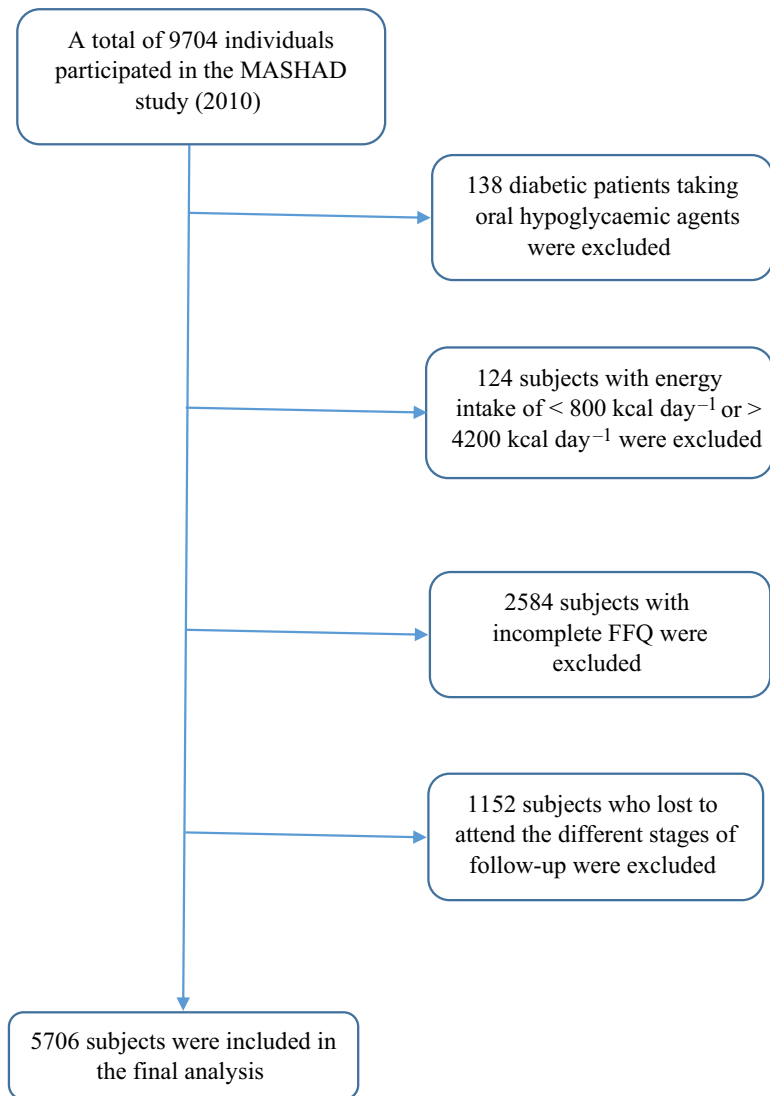 A total of 9704 individuals
participated in the MASHAD
study (2010)
138 diabetic patients taking
oral hypoglycaemic agents
were excluded
124 subjects with energy
intake of < 800 kcal day⁻¹ or >
4200 kcal day⁻¹ were excluded
2584 subjects with
incomplete FFQ were
excluded
1152 subjects who lost to
attend the different stages of
follow-up were excluded
5706 subjects were included in
the final analysis